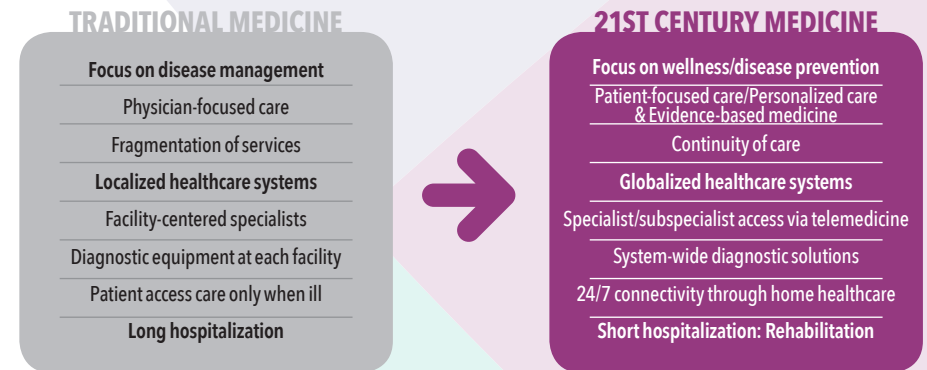 TRADITIONAL MEDICINE
Focus on disease management
Physician-focused care
Fragmentation of services
Localized healthcare systems
Facility-centered specialists
Diagnostic equipment at each facility
Patient access care only when ill
Long hospitalization
21ST CENTURY MEDICINE
Focus on wellness/disease prevention
Patient-focused care/Personalized care
& Evidence-based medicine
Continuity of care
Globalized healthcare systems
Specialist/subspecialist access via telemedicine
System-wide diagnostic solutions
24/7 connectivity through home healthcare
Short hospitalization: Rehabilitation